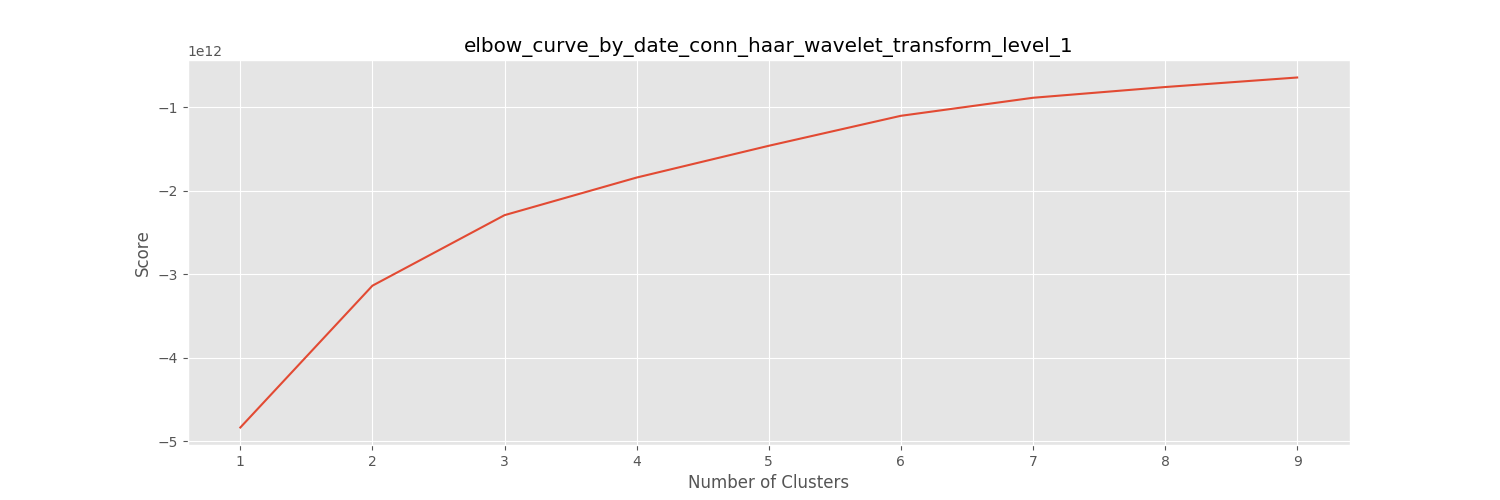 elbow_curve_by_date_conn_haar_wavelet_transform_level_1
1e12
Score
−1
−2
−3
−4
−5
1 2 3 4 5 6 7 8 9
Number of Clusters